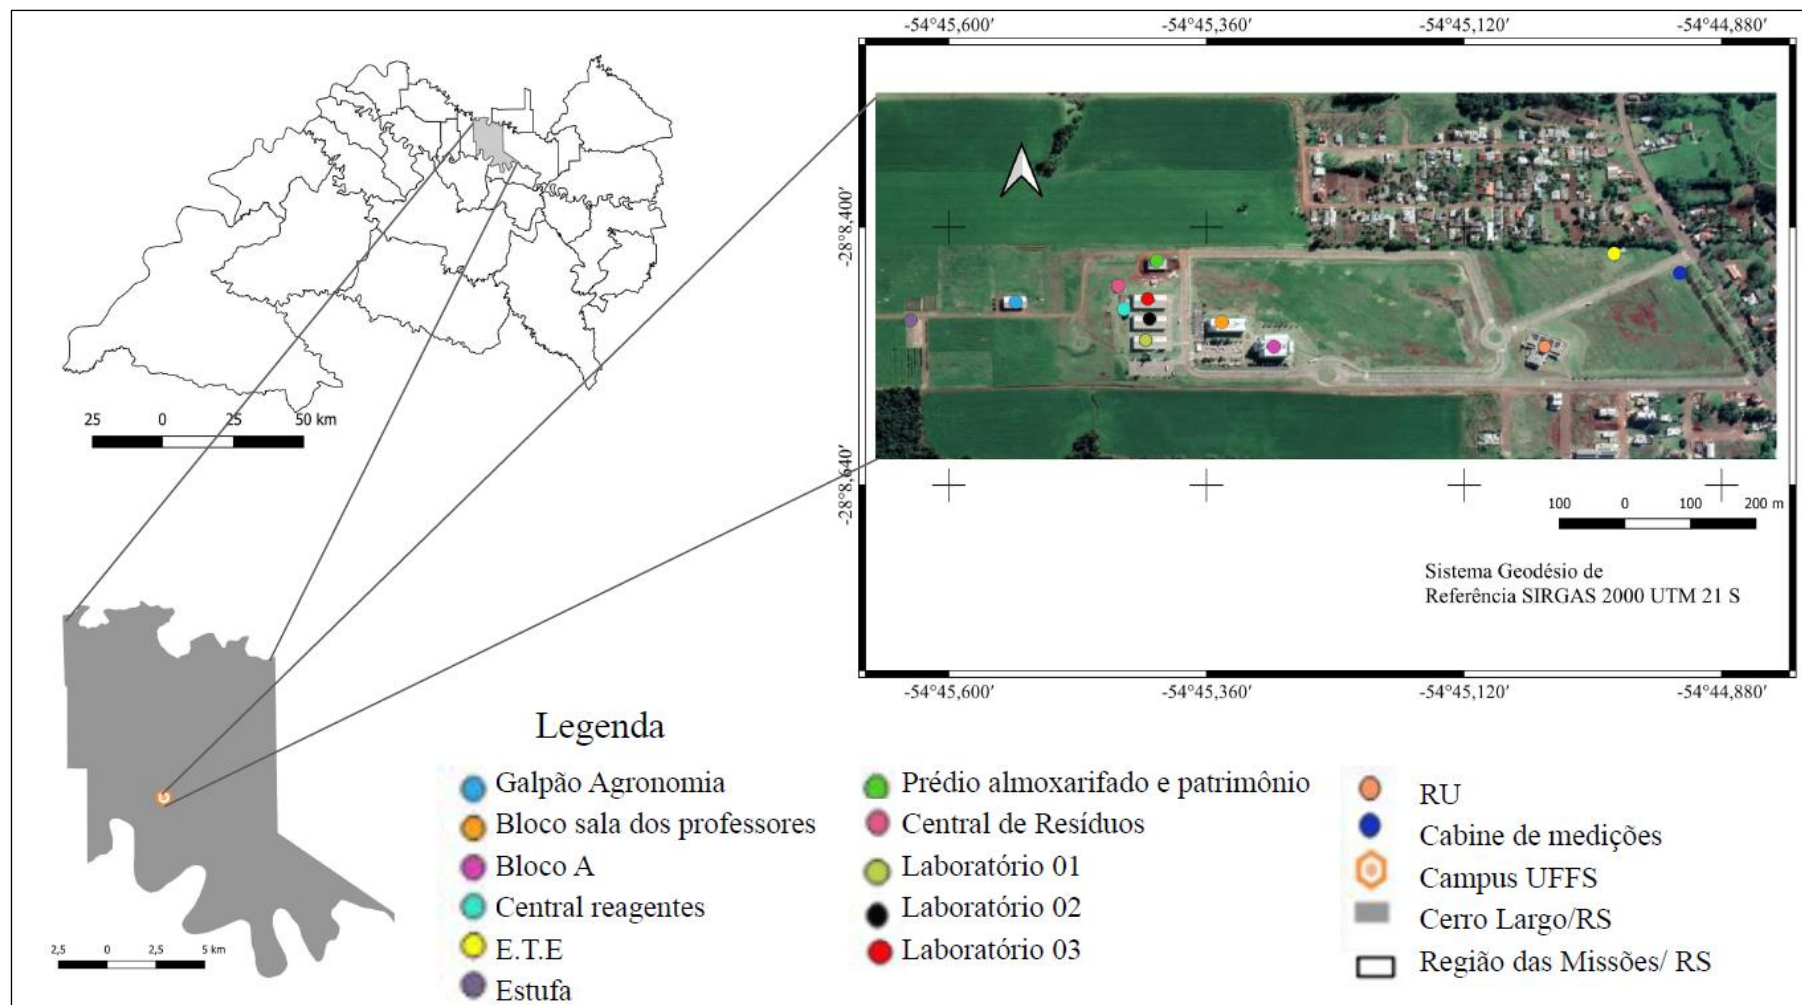 -54°45,600′ -54°45,360′ -54°45,120′ -54°44,880′
-28°8,400′
-28°8,640′
25 0 25 50 km
100 0 100 200 m
Sistema Geodésio de
Referência SIRGAS 2000 UTM 21 S
-54°45,600′ -54°45,360′ -54°45,120′ -54°44,880′
2,5 0 2,5 5 km
Legenda
Galpão Agronomia
Bloco sala dos professores
Bloco A
Central reagentes
E.T.E
Estufa
Prédio almoxarifado e patrimônio
Central de Resíduos
Laboratório 01
Laboratório 02
Laboratório 03
RU
Cabine de medições
Campus UFFS
Cerro Largo/RS
Região das Missões/ RS